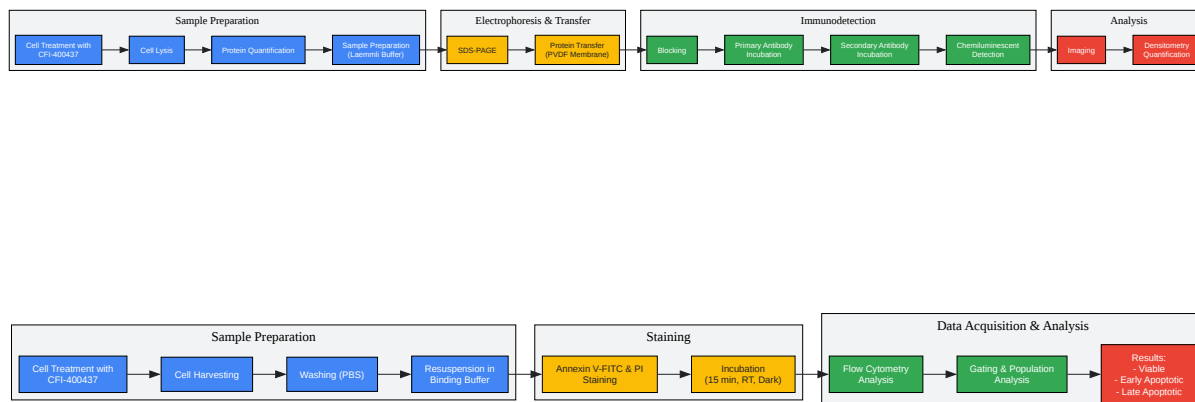 Sample Preparation
Cell Treatment with
CFI-400437
Cell Lysis
Protein Quantification
Sample Preparation
(Laemmli Buffer)
Electrophoresis & Transfer
SDS-PAGE
Protein Transfer
(PVDF Membrane)
Immunodetection
Blocking
Primary Antibody
Incubation
Secondary Antibody
Incubation
Chemiluminescent
Detection
Analysis
Imaging
Densitometry
Quantification
Sample Preparation
Cell Treatment with
CFI-400437
Cell Harvesting
Washing (PBS)
Resuspension in
Binding Buffer
Staining
Annexin V-FITC & PI
Staining
Incubation
(15 min, RT, Dark)
Data Acquisition & Analysis
Flow Cytometry
Analysis
Gating & Population
Analysis
Results:
- Viable
- Early Apoptotic
- Late Apoptotic